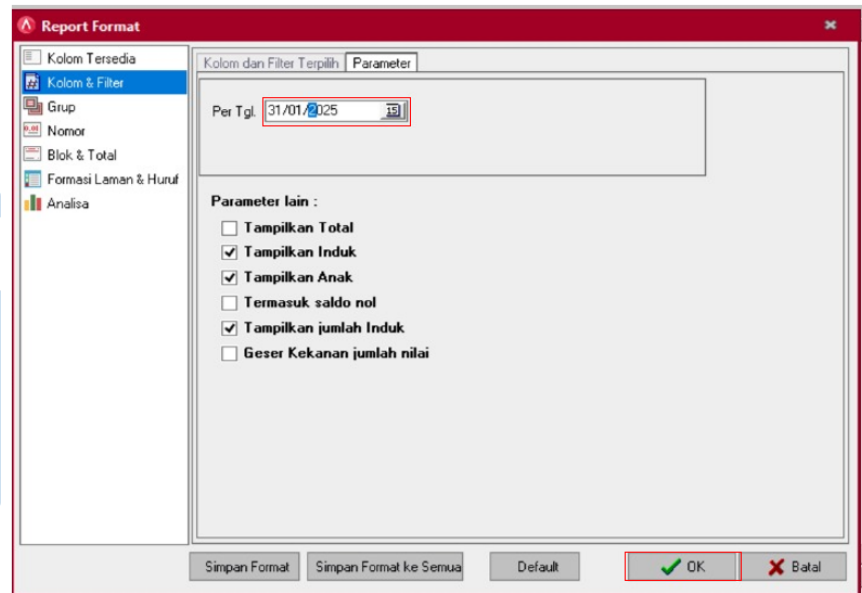 Report Format
Kolom Tersedia
Kolom & Filter
Grup
Nomor
Blok & Total
Formasi Laman & Huruf
Analisa
Kolom dan Filter Terpilih Parameter
Per Tgl. 31/01/2025 15
Parameter lain :
Tampilkan Total
Tampilkan Induk
Tampilkan Anak
Termasuk saldo nol
Tampilkan jumlah Induk
Geser Kekanan jumlah nilai
Simpan Format Simpan Format ke Semua Default OK Batal